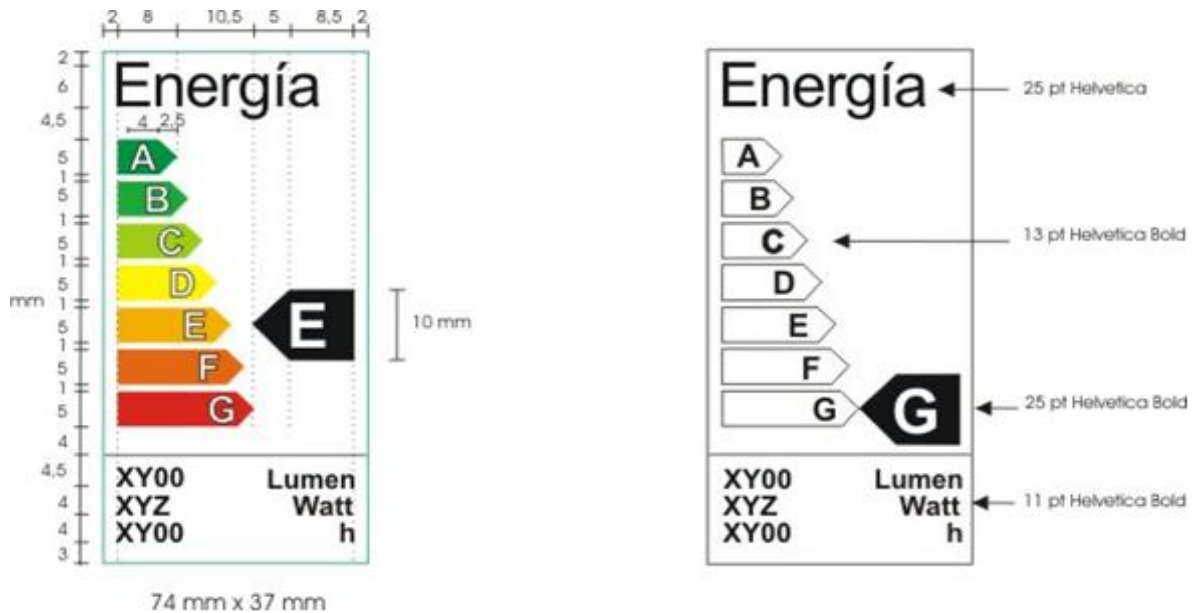 2 8 10,5 5 8,5 2
2
6
4,5
5
1
5
1
5
1
5
1
5
1
5
1
5
4
4,5
4
4
3
mm
Energía
4 2,5
A
B
C
D
E
F
G
E
10 mm
XY00 Lumen
XYZ Watt
XY00 h
74 mm x 37 mm
Energía
25 pt Helvetica
A
B
C
13 pt Helvetica Bold
D
E
F
G
G
25 pt Helvetica Bold
XY00 Lumen
XYZ Watt
11 pt Helvetica Bold
XY00 h